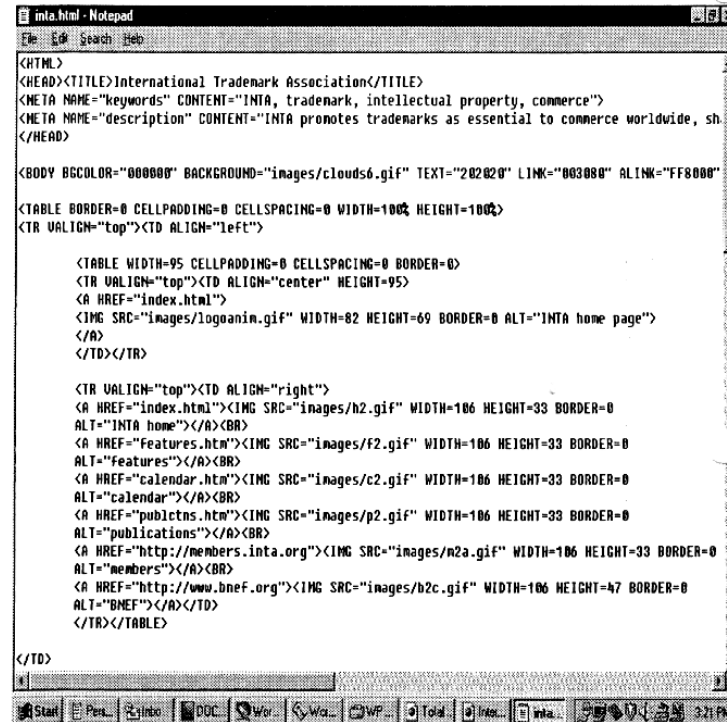 inta.html - Notepad
File Edit Search Help
<HTML>
<HEAD><TITLE>International Trademark Association</TITLE>
<META NAME="keywords" CONTENT="INTA, trademark, intellectual property, commerce">
<META NAME="description" CONTENT="INTA promotes trademarks as essential to commerce worldwide, sh
</HEAD>
<BODY BGCOLOR="000000" BACKGROUND="images/clouds6.gif" TEXT="202020" LINK="003080" ALINK="FF8000"
<TABLE BORDER=0 CELLPADDING=0 CELLSPACING=0 WIDTH=100% HEIGHT=100%>
<TR VALIGN="top"><TD ALIGN="left">
<TABLE WIDTH=95 CELLPADDING=0 CELLSPACING=0 BORDER=0>
<TR VALIGN="top"><TD ALIGN="center" HEIGHT=95>
<A HREF="index.html">
<IMG SRC="images/logoanim.gif" WIDTH=82 HEIGHT=69 BORDER=0 ALT="INTA home page">
</A>
</TD></TR>
<TR VALIGN="top"><TD ALIGN="right">
<A HREF="index.html"><IMG SRC="images/h2.gif" WIDTH=106 HEIGHT=33 BORDER=0
ALT="INTA home"></A><BR>
<A HREF="features.htm"><IMG SRC="images/f2.gif" WIDTH=106 HEIGHT=33 BORDER=0
ALT="features"></A><BR>
<A HREF="calendar.htm"><IMG SRC="images/c2.gif" WIDTH=106 HEIGHT=33 BORDER=0
ALT="calendar"></A><BR>
<A HREF="publctns.htm"><IMG SRC="images/p2.gif" WIDTH=106 HEIGHT=33 BORDER=0
ALT="publications"></A><BR>
<A HREF="http://members.inta.org"><IMG SRC="images/m2a.gif" WIDTH=106 HEIGHT=33 BORDER=0
ALT="members"></A><BR>
<A HREF="http://www.bnef.org"><IMG SRC="images/b2c.gif" WIDTH=106 HEIGHT=47 BORDER=0
ALT="BNEF"></A></TD>
</TR></TABLE>
</TD>
Start Inbo DOC... Wor... WP... Total... Inter... inta...